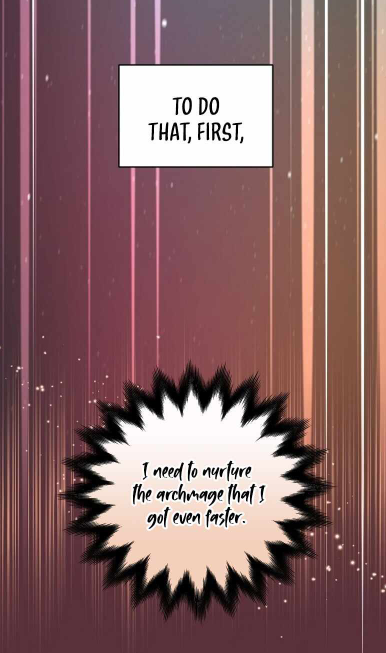 TO DO
THAT, FIRST,
I need to nurture
the archmage that I
got even faster.